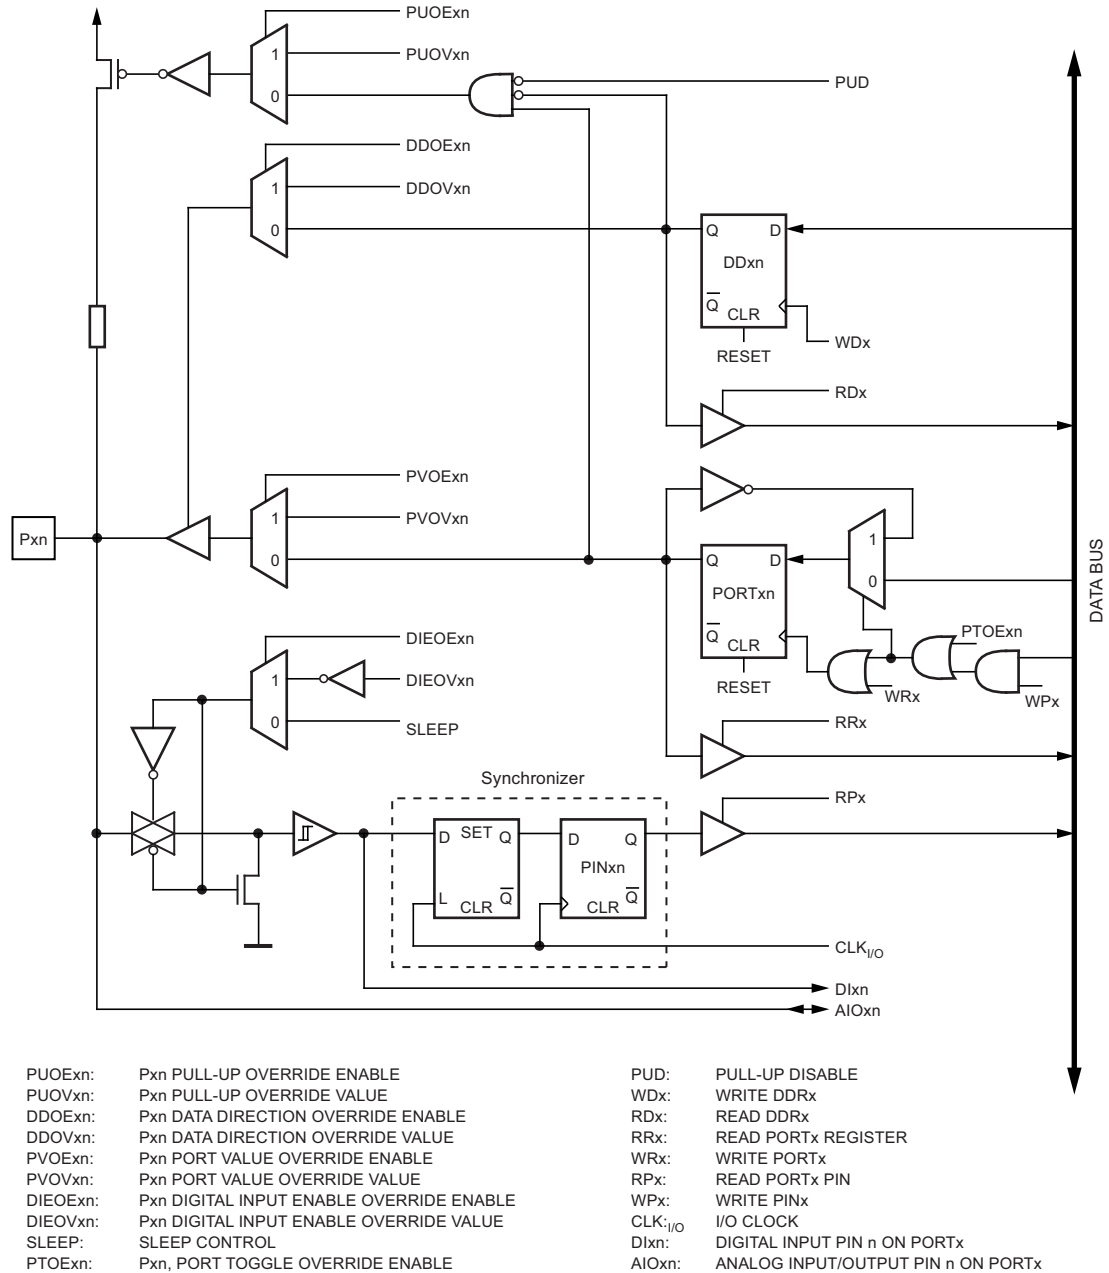 PUOExn
PUOVxn
1
0
PUD
DDOExn
DDOVxn
1
0
Q D
DDxn
Q
CLR
RESET
WDx
RDx
PVOExn
PVOVxn
1
0
Pxn
Q D
PORTxn
Q
CLR
RESET
1
0
PTOExn
WRx
WPx
DATA BUS
DIEOExn
DIEOVxn
1
0
SLEEP
RRx
Synchronizer
RPx
D SET Q
L CLR Q
D Q
PINxn
CLR Q
CLKI/O
DIxn
AIOxn
PUOExn: Pxn PULL-UP OVERRIDE ENABLE
PUOVxn: Pxn PULL-UP OVERRIDE VALUE
DDOExn: Pxn DATA DIRECTION OVERRIDE ENABLE
DDOVxn: Pxn DATA DIRECTION OVERRIDE VALUE
PVOExn: Pxn PORT VALUE OVERRIDE ENABLE
PVOVxn: Pxn PORT VALUE OVERRIDE VALUE
DIEOExn: Pxn DIGITAL INPUT ENABLE OVERRIDE ENABLE
DIEOVxn: Pxn DIGITAL INPUT ENABLE OVERRIDE VALUE
SLEEP: SLEEP CONTROL
PTOExn: Pxn, PORT TOGGLE OVERRIDE ENABLE
PUD: PULL-UP DISABLE
WDx: WRITE DDRx
RDx: READ DDRx
RRx: READ PORTx REGISTER
WRx: WRITE PORTx
RPx: READ PORTx PIN
WPx: WRITE PINx
CLK:I/O I/O CLOCK
DIxn: DIGITAL INPUT PIN n ON PORTx
AIOxn: ANALOG INPUT/OUTPUT PIN n ON PORTx